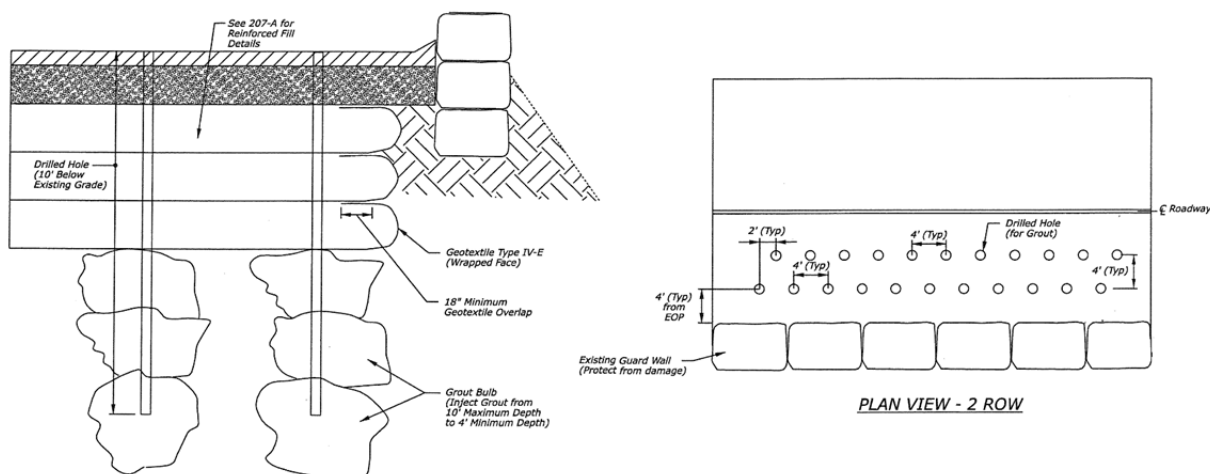 See 207-A for
Reinforced Fill
Details
Drilled Hole
(10' Below
Existing Grade)
Geotextile Type IV-E
(Wrapped Face)
18" Minimum
Geotextile Overlap
Grout Bulb
(Inject Grout from
10' Maximum Depth
to 4' Minimum Depth)
℄ Roadway
2' (Typ)
4' (Typ)
Drilled Hole
(for Grout)
4' (Typ)
4' (Typ)
4' (Typ)
from
EOP
Existing Guard Wall
(Protect from damage)
PLAN VIEW - 2 ROW